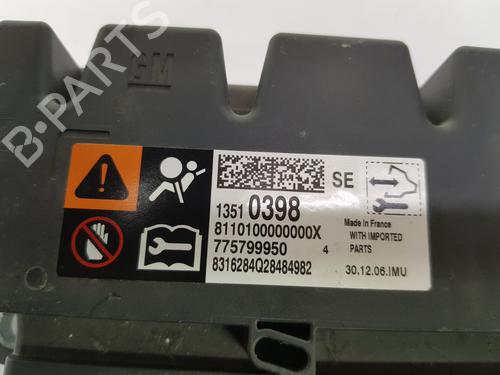 GM
B-PARTS
SE
1351 0398
8110100000000X
775799950 4
8316284Q28484982
Made in France
WITH IMPORTED
PARTS
30.12.06.IMU